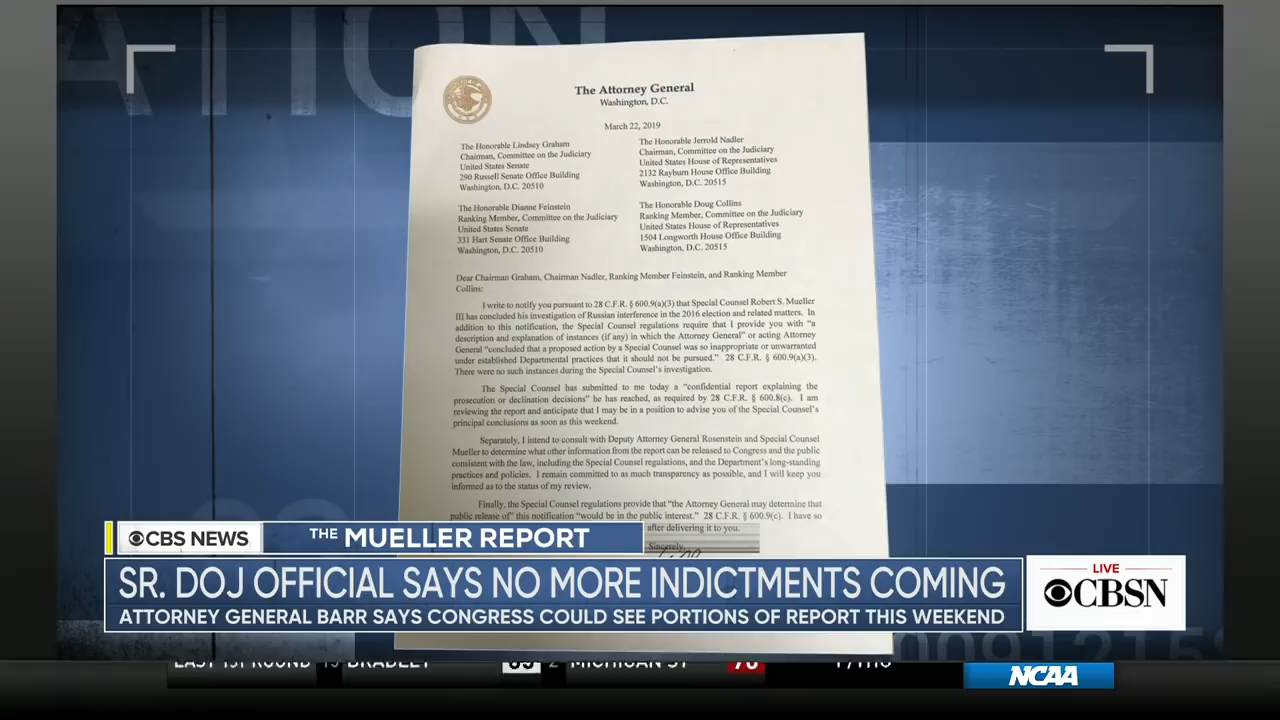 ATION
The Attorney General
Washington, D.C.
March 22, 2019
The Honorable Lindsey Graham
Chairman, Committee on the Judiciary
United States Senate
290 Russell Senate Office Building
Washington, D.C. 20510
The Honorable Jerrold Nadler
Chairman, Committee on the Judiciary
United States House of Representatives
2132 Rayburn House Office Building
Washington, D.C. 20515
The Honorable Dianne Feinstein
Ranking Member, Committee on the Judiciary
United States Senate
331 Hart Senate Office Building
Washington, D.C. 20510
The Honorable Doug Collins
Ranking Member, Committee on the Judiciary
United States House of Representatives
1504 Longworth House Office Building
Washington, D.C. 20515
Dear Chairman Graham, Chairman Nadler, Ranking Member Feinstein, and Ranking Member
Collins:
I write to notify you pursuant to 28 C.F.R. § 600.9(a)(3) that Special Counsel Robert S. Mueller
III has concluded his investigation of Russian interference in the 2016 election and related matters. In
addition to this notification, the Special Counsel regulations require that I provide you with “a
description and explanation of instances (if any) in which the Attorney General” or acting Attorney
General “concluded that a proposed action by a Special Counsel was so inappropriate or unwarranted
under established Departmental practices that it should not be pursued.” 28 C.F.R. § 600.9(a)(3).
There were no such instances during the Special Counsel's investigation.
The Special Counsel has submitted to me today a “confidential report explaining the
prosecution or declination decisions” he has reached, as required by 28 C.F.R. § 600.8(c). I am
reviewing the report and anticipate that I may be in a position to advise you of the Special Counsel's
principal conclusions as soon as this weekend.
Separately, I intend to consult with Deputy Attorney General Rosenstein and Special Counsel
Mueller to determine what other information from the report can be released to Congress and the public
consistent with the law, including the Special Counsel regulations, and the Department's long-standing
practices and policies. I remain committed to as much transparency as possible, and I will keep you
informed as to the status of my review.
Finally, the Special Counsel regulations provide that “the Attorney General may determine that
public release of” this notification “would be in the public interest.” 28 C.F.R. § 600.9(c). I have so
after delivering it to you.
Sincerely,
CBS NEWS
THE MUELLER REPORT
SR. DOJ OFFICIAL SAYS NO MORE INDICTMENTS COMING
ATTORNEY GENERAL BARR SAYS CONGRESS COULD SEE PORTIONS OF REPORT THIS WEEKEND
LIVE
CBSN
EAST 1ST ROUND 15 BRADLEY 65 2 MICHIGAN ST 76
NCAA